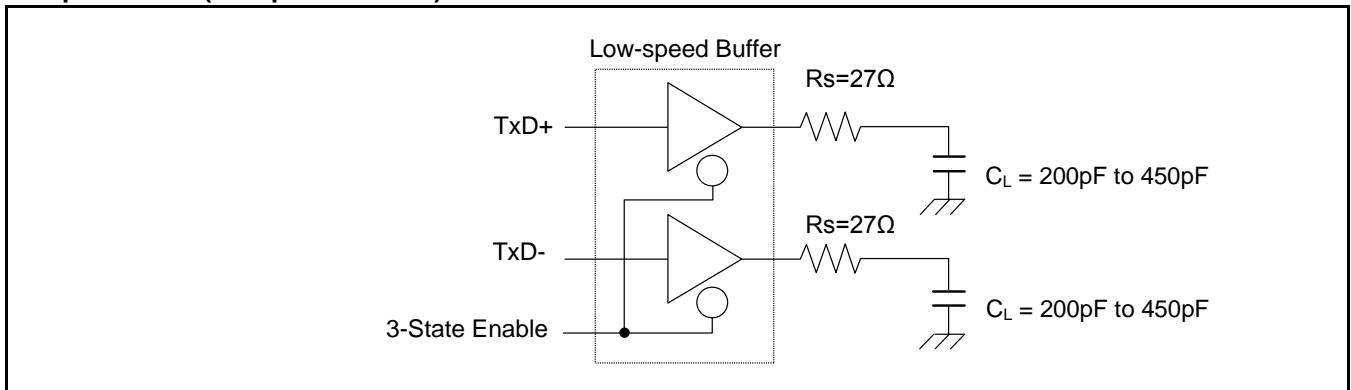 Low-speed Buffer
Rs=27Ω
TxD+
C_L = 200pF to 450pF
Rs=27Ω
TxD-
C_L = 200pF to 450pF
3-State Enable